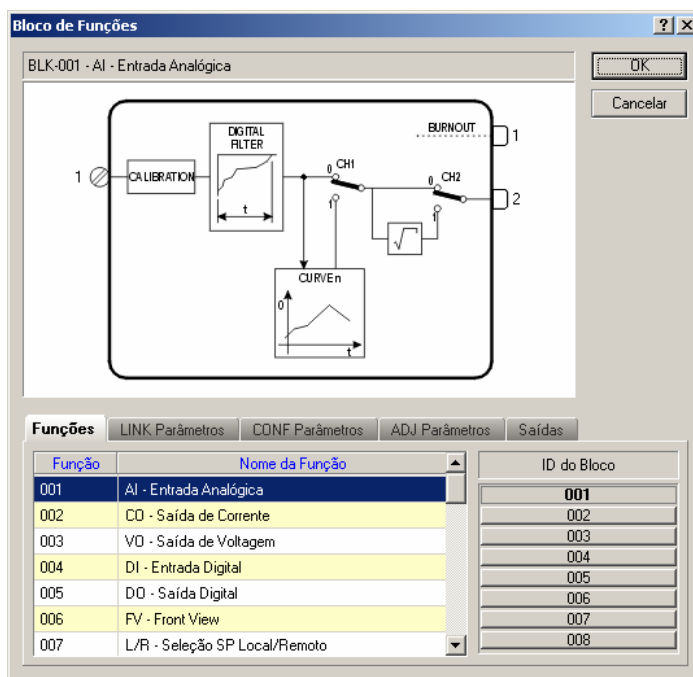 Bloco de Funções
BLK-001 - AI - Entrada Analógica
OK
Cancelar
DIGITAL
FILTER
BURNOUT
1
1
CALIBRATION
t
0
CH1
1
0
CH2
1
2
√
CURVEn
0
t
Funções
LINK Parâmetros
CONF Parâmetros
ADJ Parâmetros
Saídas
Função
Nome da Função
ID do Bloco
001
AI - Entrada Analógica
001
002
CO - Saída de Corrente
002
003
VO - Saída de Voltagem
003
004
DI - Entrada Digital
004
005
DO - Saída Digital
005
006
FV - Front View
006
007
L/R - Seleção SP Local/Remoto
007
008